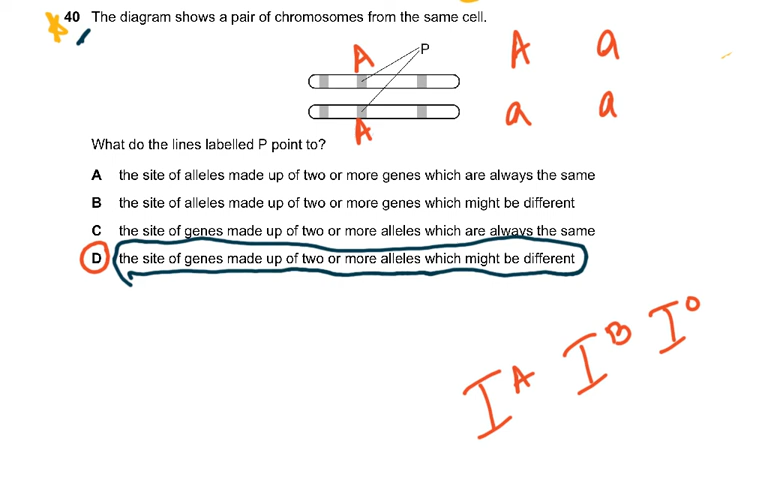 40 The diagram shows a pair of chromosomes from the same cell.
A P A a
A a a
What do the lines labelled P point to?
A the site of alleles made up of two or more genes which are always the same
B the site of alleles made up of two or more genes which might be different
C the site of genes made up of two or more alleles which are always the same
D the site of genes made up of two or more alleles which might be different
I^A I^B I^O